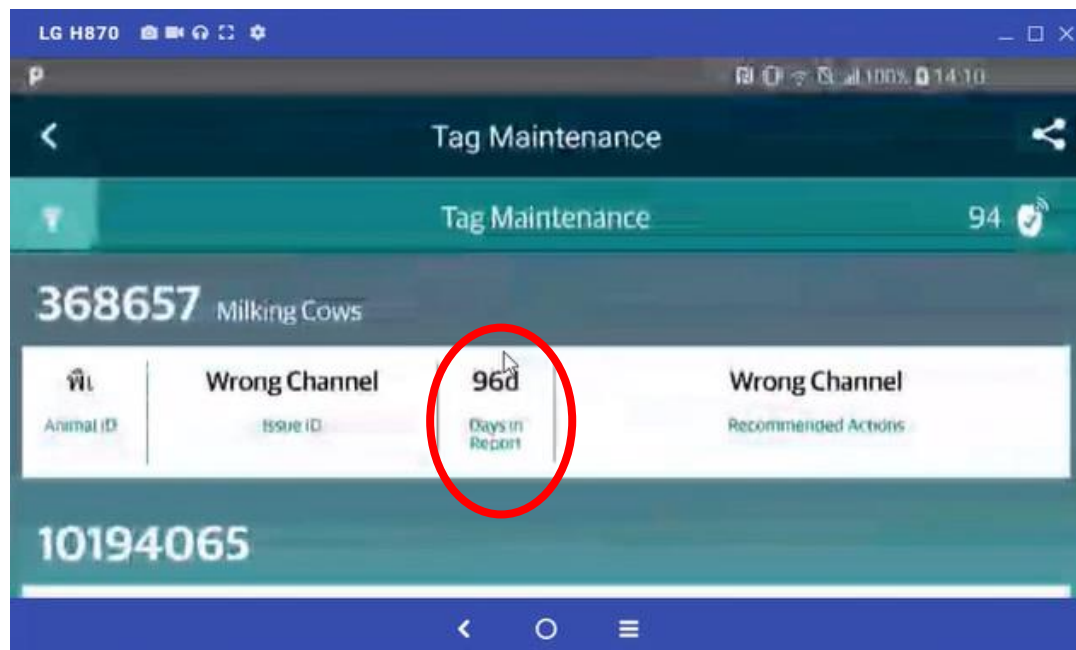 LG H870
100% 14:10
Tag Maintenance
Tag Maintenance 94
368657 Milking Cows
Wrong Channel 96d Wrong Channel
Animal ID Issue ID Days in Recommended Actions
Report
10194065